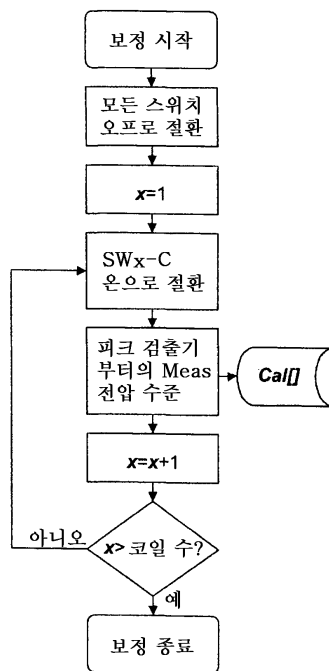 보정 시작
모든 스위치
오프로 절환
x=1
SWx-C
온으로 절환
피크 검출기
부터의 Meas
전압 수준
Cal[]
x=x+1
아니오
x> 코일 수?
예
보정 종료